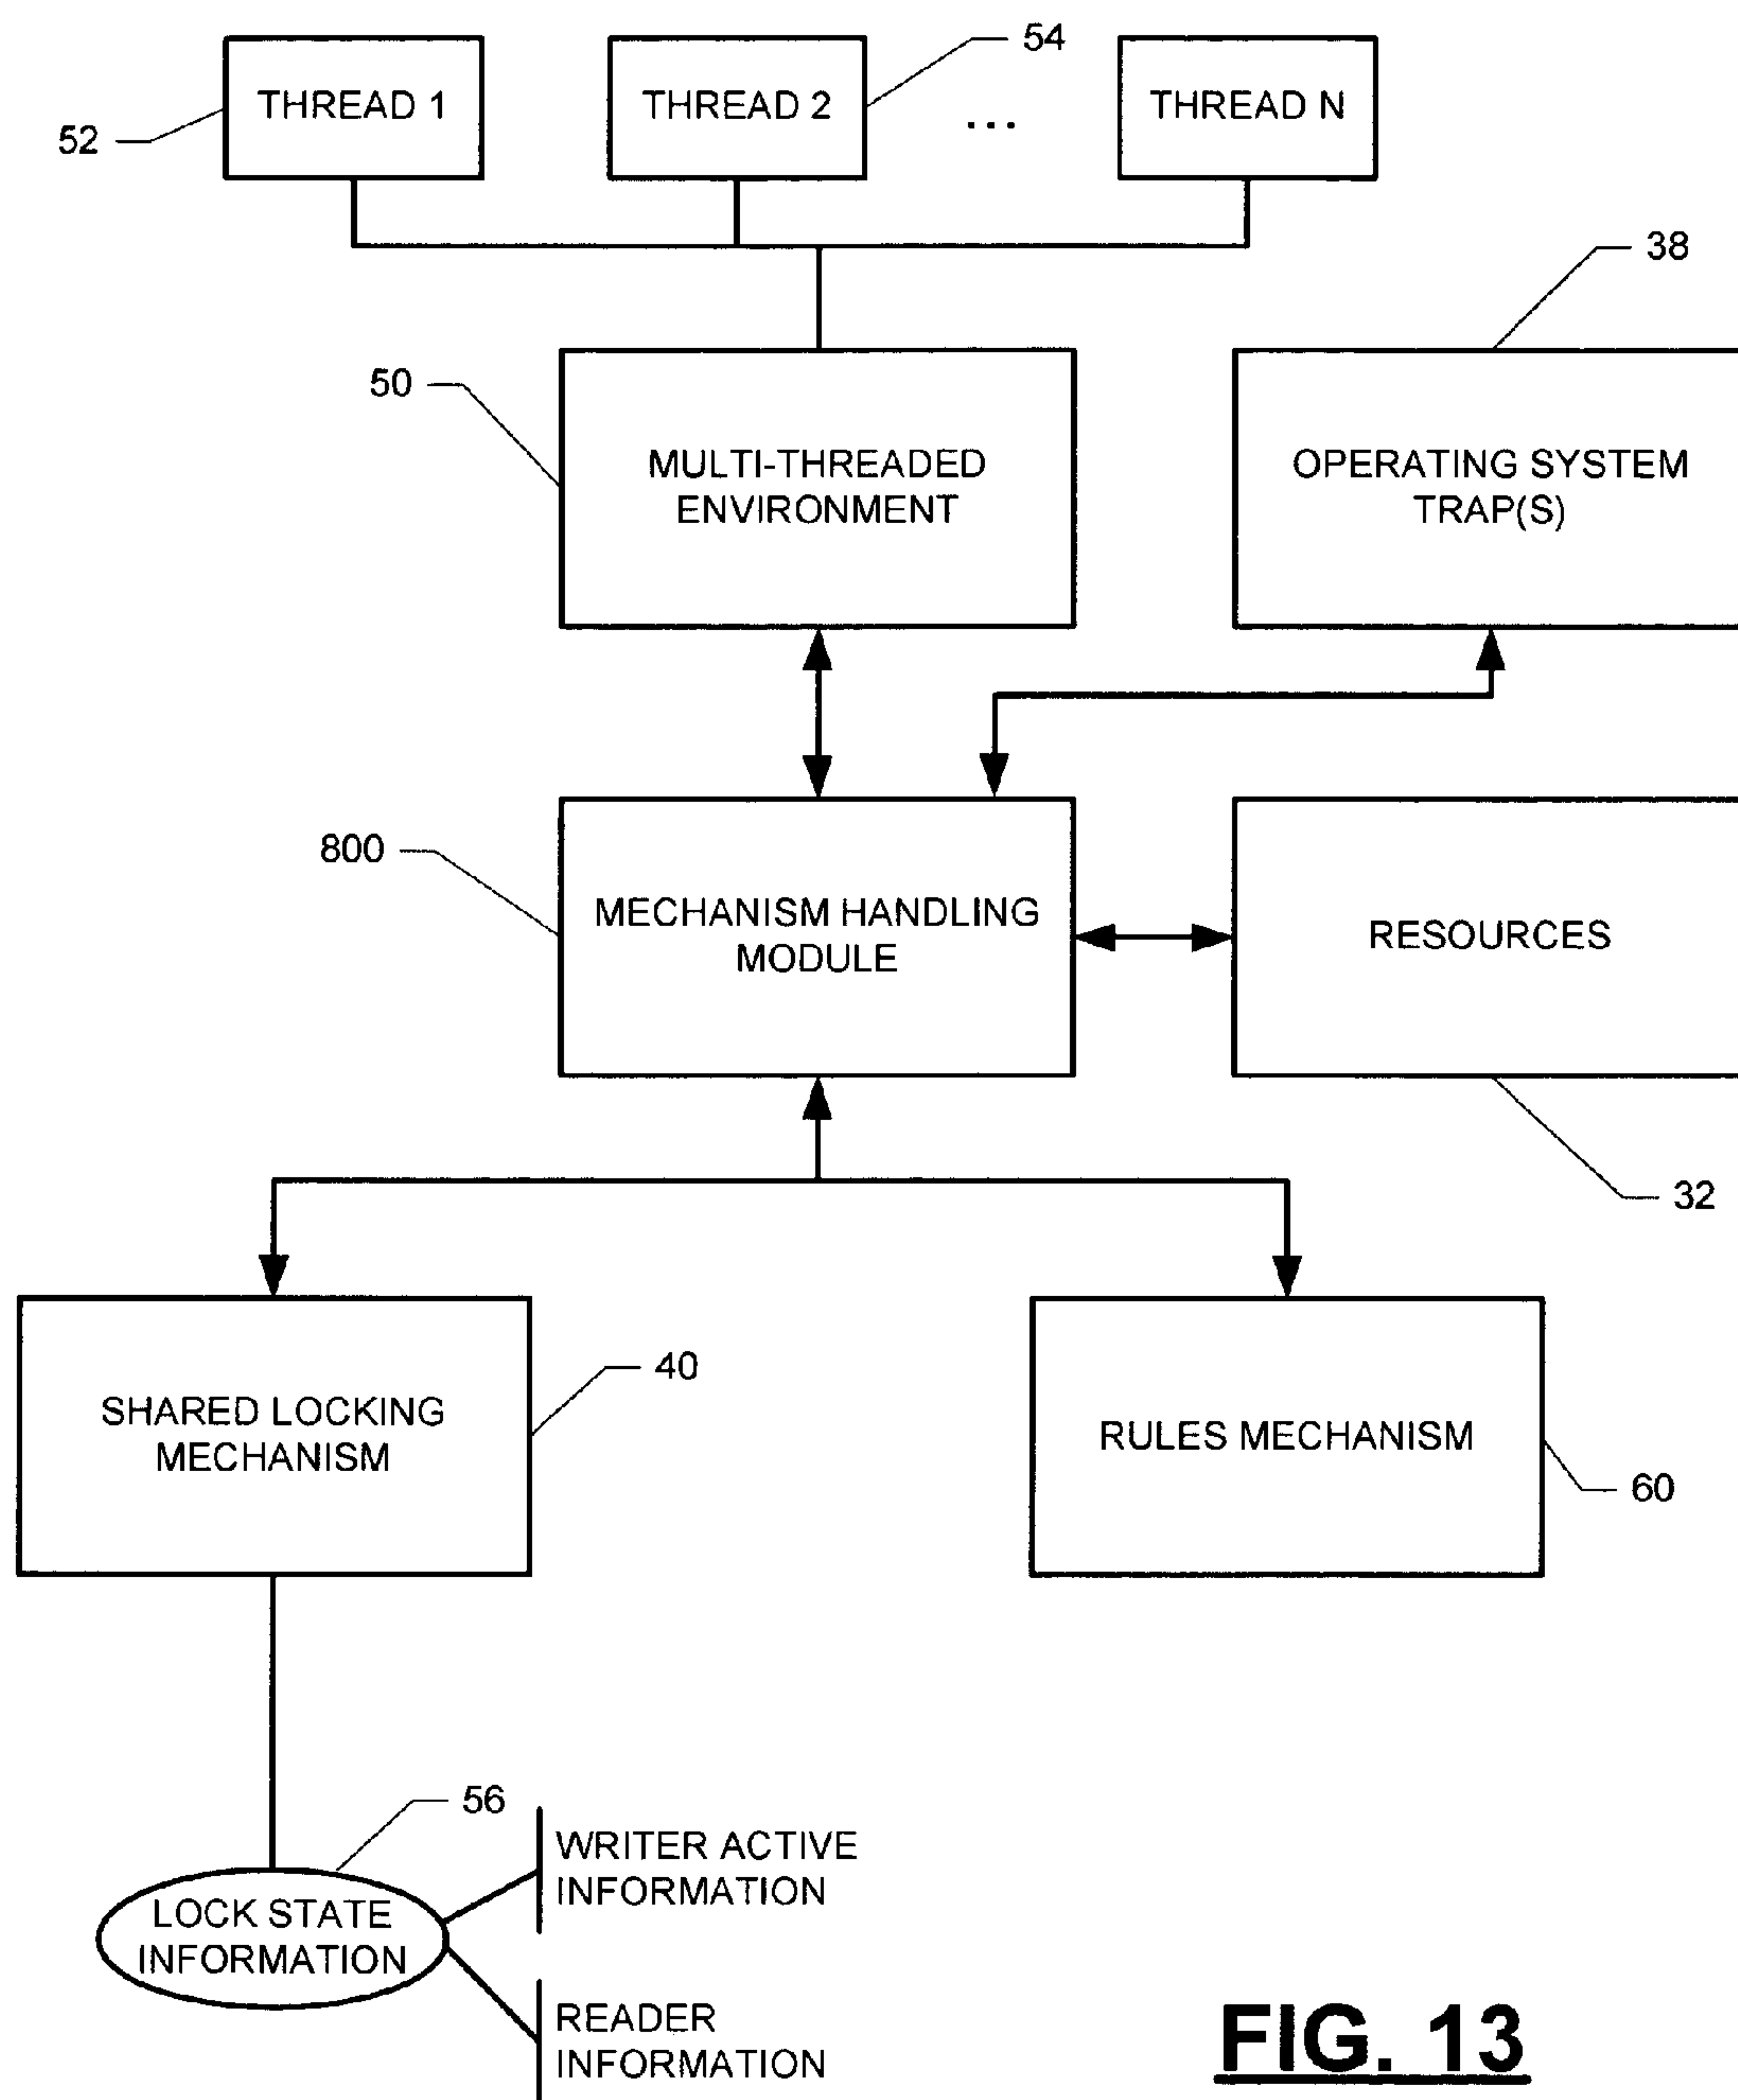 54
THREAD 1
THREAD 2
...
THREAD N
52
38
50
MULTI-THREADED
ENVIRONMENT
OPERATING SYSTEM
TRAP(S)
800
MECHANISM HANDLING
MODULE
RESOURCES
32
40
SHARED LOCKING
MECHANISM
RULES MECHANISM
60
56
WRITER ACTIVE
INFORMATION
LOCK STATE
INFORMATION
READER
INFORMATION
FIG. 13